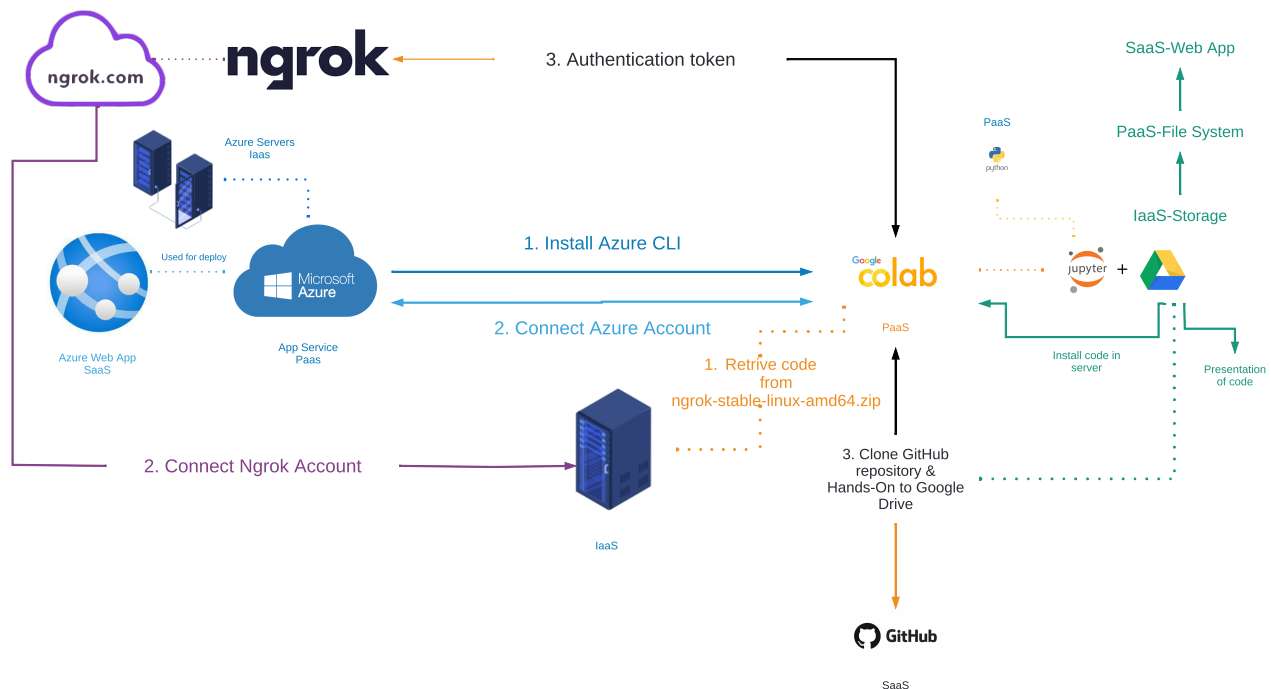 ngrok.com
ngrok
3. Authentication token
SaaS-Web App
PaaS
python
PaaS-File System
Azure Servers
Iaas
IaaS-Storage
1. Install Azure CLI
Used for deploy
Microsoft
Azure
Google
colab
jupyter
+
2. Connect Azure Account
PaaS
App Service
Paas
Azure Web App
SaaS
Install code in
server
Presentation
of code
1. Retrive code
from
ngrok-stable-linux-amd64.zip
2. Connect Ngrok Account
3. Clone GitHub
repository &
Hands-On to Google
Drive
IaaS
GitHub
SaaS